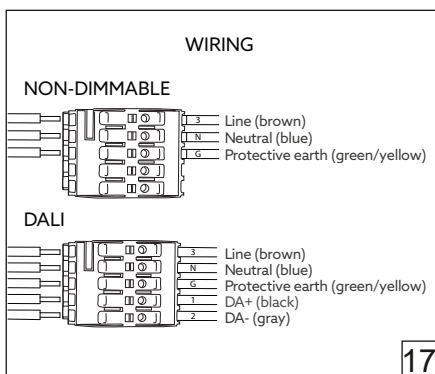 WIRING
NON-DIMMABLE
3 Line (brown)
N Neutral (blue)
G Protective earth (green/yellow)
DALI
3 Line (brown)
N Neutral (blue)
G Protective earth (green/yellow)
1 DA+ (black)
2 DA- (gray)
17